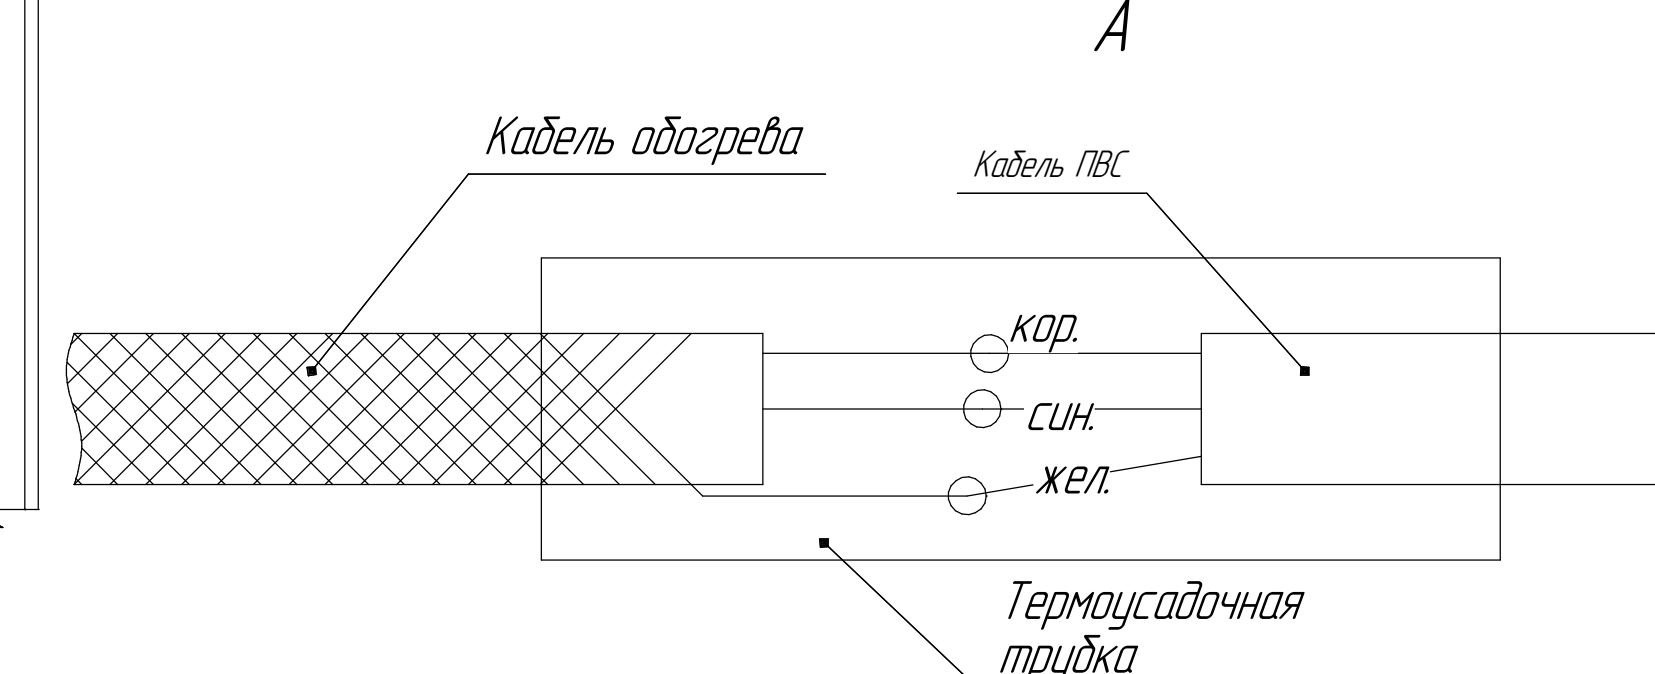 А
Кабель обогрева
Кабель ПВС
кор.
син.
жел.
Термоусадочная
трубка